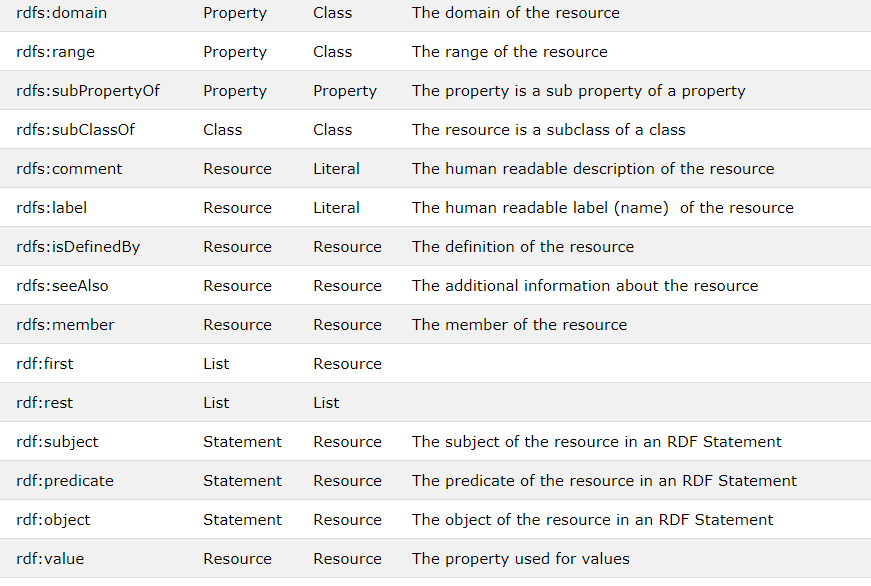 rdfs:domain Property Class The domain of the resource
rdfs:range Property Class The range of the resource
rdfs:subPropertyOf Property Property The property is a sub property of a property
rdfs:subClassOf Class Class The resource is a subclass of a class
rdfs:comment Resource Literal The human readable description of the resource
rdfs:label Resource Literal The human readable label (name) of the resource
rdfs:isDefinedBy Resource Resource The definition of the resource
rdfs:seeAlso Resource Resource The additional information about the resource
rdfs:member Resource Resource The member of the resource
rdf:first List Resource
rdf:rest List List
rdf:subject Statement Resource The subject of the resource in an RDF Statement
rdf:predicate Statement Resource The predicate of the resource in an RDF Statement
rdf:object Statement Resource The object of the resource in an RDF Statement
rdf:value Resource Resource The property used for values